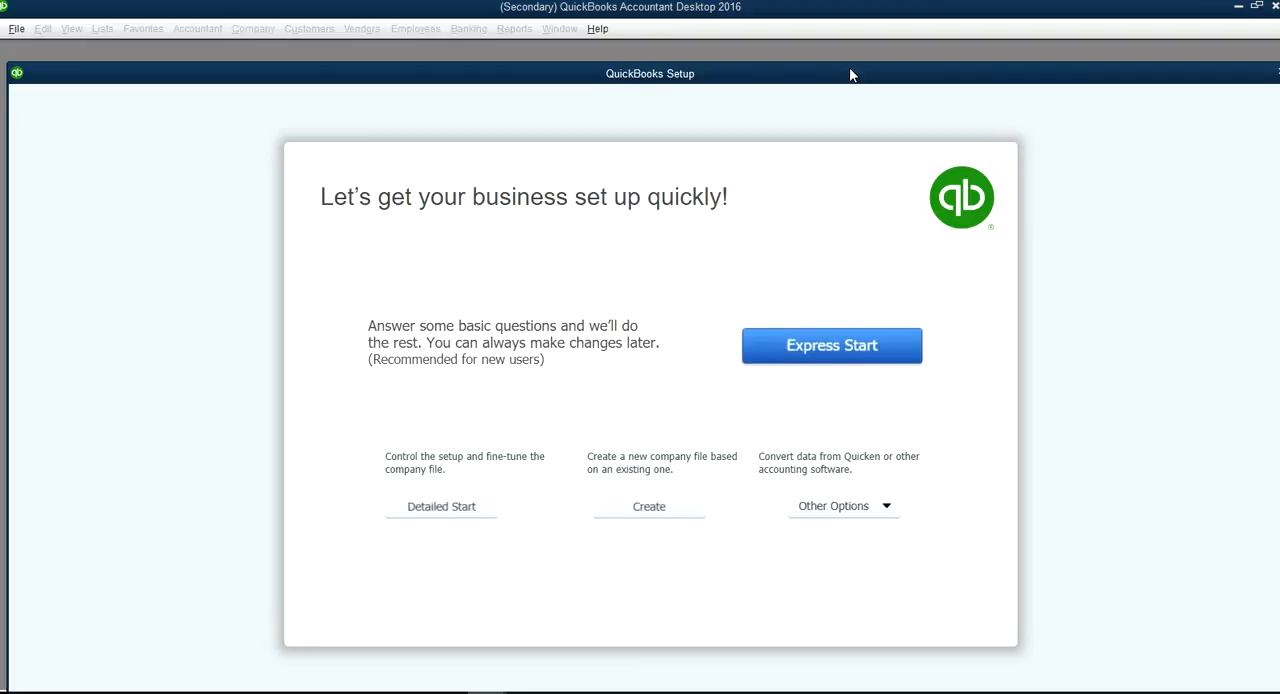 (Secondary) QuickBooks Accountant Desktop 2016
File Edit View Lists Favorites Accountant Company Customers Vendors Employees Banking Reports Window Help
qb QuickBooks Setup
Let's get your business set up quickly!
qb ®
Answer some basic questions and we'll do
the rest. You can always make changes later.
(Recommended for new users)
Express Start
Control the setup and fine-tune the
company file.
Detailed Start
Create a new company file based
on an existing one.
Create
Convert data from Quicken or other
accounting software.
Other Options